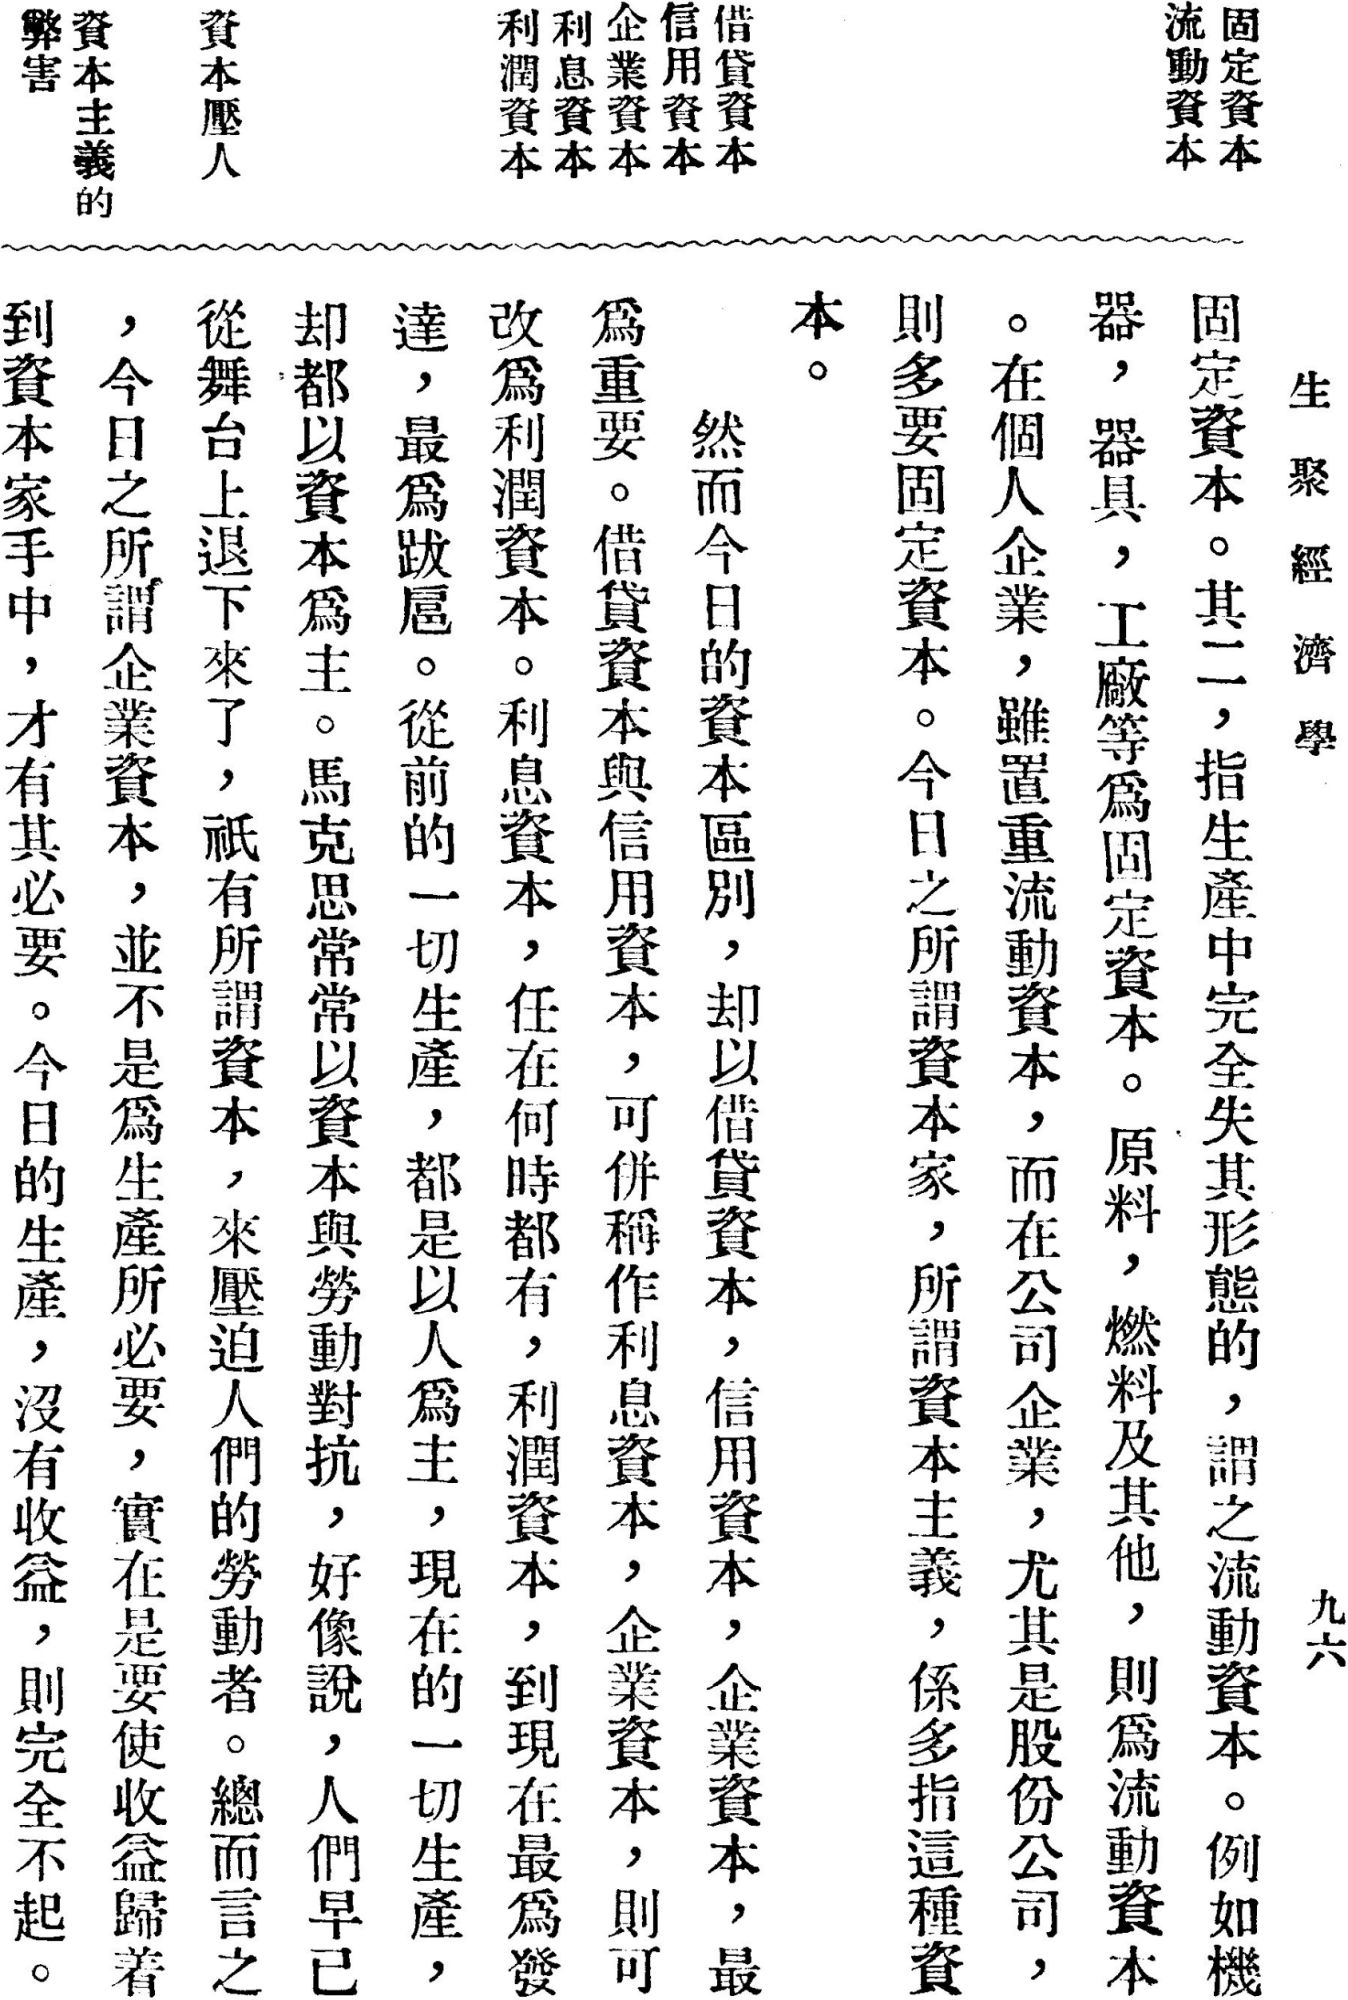 生聚經濟學
九六
固定資本
流動資本
借貸資本
信用資本
企業資本
利息資本
利潤資本
資本壓人
資本主義的
弊害
固定資本。其二，指生產中完全失其形態的，謂之流動資本。例如機
器，器具，工廠等爲固定資本。原料，燃料及其他，則爲流動資本
。在個人企業，雖置重流動資本，而在公司企業，尤其是股份公司，
則多要固定資本。今日之所謂資本家，所謂資本主義，係多指這種資
本。
然而今日的資本區別，却以借貸資本，信用資本，企業資本，最
爲重要。借貸資本與信用資本，可併稱作利息資本，企業資本，則可
改爲利潤資本。利息資本，任在何時都有，利潤資本，到現在最爲發
達，最爲跋扈。從前的一切生產，都是以人爲主，現在的一切生產，
却都以資本爲主。馬克思常常以資本與勞動對抗，好像說，人們早已
從舞台上退下來了，祇有所謂資本，來壓迫人們的勞動者。總而言之
，今日之所謂企業資本，並不是爲生產所必要，實在是要使收益歸着
到資本家手中，才有其必要。今日的生產，沒有收益，則完全不起。